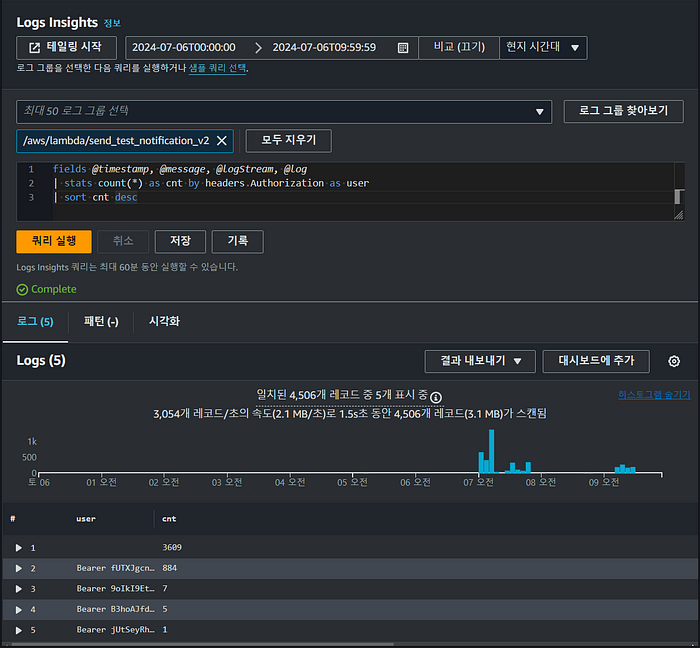 Logs Insights 정보
테일링 시작 2024-07-06T00:00:00 2024-07-06T09:59:59 비교 (끄기) 현지 시간대
로그 그룹을 선택한 다음 쿼리를 실행하거나 샘플 쿼리 선택.
최대 50 로그 그룹 선택 로그 그룹 찾아보기
/aws/lambda/send_test_notification_v2 모두 지우기
1 fields @timestamp, @message, @logStream, @log
2 | stats count(*) as cnt by headers.Authorization as user
3 | sort cnt desc
쿼리 실행 취소 저장 기록
Logs Insights 쿼리는 최대 60분 동안 실행할 수 있습니다.
Complete
로그 (5) 패턴 (-) 시각화
Logs (5) 결과 내보내기 대시보드에 추가
일치된 4,506개 레코드 중 5개 표시 중 히스토그램 숨기기
3,054개 레코드/초의 속도(2.1 MB/초)로 1.5s초 동안 4,506개 레코드(3.1 MB)가 스캔됨
1k
500
0
토 06 01 오전 02 오전 03 오전 04 오전 05 오전 06 오전 07 오전 08 오전 09 오전
# user cnt
1 3609
2 Bearer fUTXJgcn… 884
3 Bearer 9oIkI9Et… 7
4 Bearer B3hoAJfd… 5
5 Bearer jUtSeyRh… 1